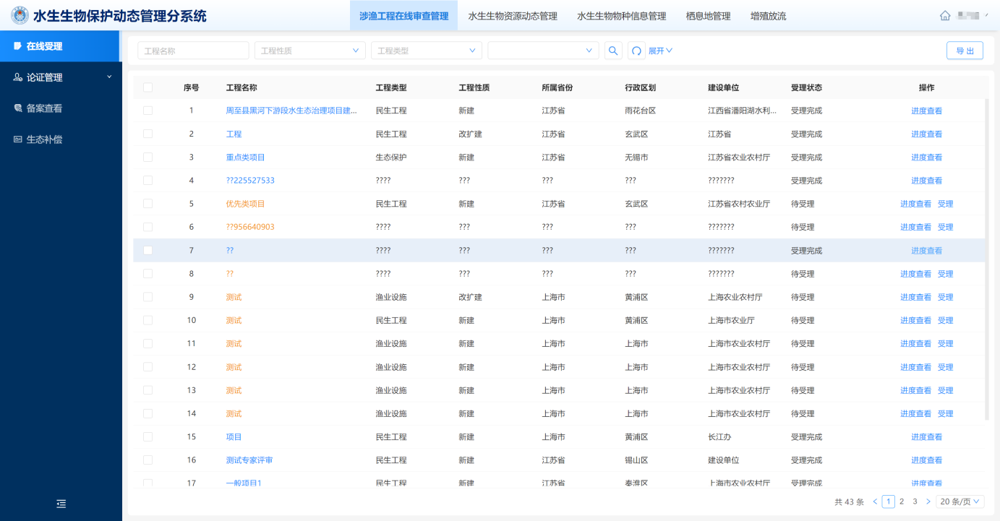 水生生物保护动态管理分系统 涉渔工程在线审查管理 水生生物资源动态管理 水生生物物种信息管理 栖息地管理 增殖放流
在线受理
论证管理
备案查看
生态补偿
工程名称 工程性质 工程类型 展开 导 出
序号 工程名称 工程类型 工程性质 所属省份 行政区划 建设单位 受理状态 操作
1 周至县黑河下游段水生态治理项目建... 民生工程 新建 江苏省 雨花台区 江西省潘阳湖水利... 受理完成 进度查看
2 工程 民生工程 改扩建 江苏省 玄武区 江苏省 受理完成 进度查看
3 重点类项目 生态保护 新建 江苏省 无锡市 江苏省农业农村厅 受理完成 进度查看
4 ??225527533 ???? ??? ??? ??? ??????? 受理完成 进度查看
5 优先类项目 民生工程 新建 江苏省 玄武区 江苏省农村农业厅 待受理 进度查看 受理
6 ??956640903 ???? ??? ??? ??? ??????? 待受理 进度查看 受理
7 ?? ???? ??? ??? ??? ??????? 受理完成 进度查看
8 ?? ???? ??? ??? ??? ??????? 待受理 进度查看 受理
9 测试 渔业设施 改扩建 上海市 黄浦区 上海农业农村厅 待受理 进度查看 受理
10 测试 民生工程 新建 上海市 黄浦区 上海市农业厅 待受理 进度查看 受理
11 测试 渔业设施 新建 上海市 上海市 上海市农业农村厅 待受理 进度查看 受理
12 测试 渔业设施 新建 上海市 上海市 上海市农业农村厅 待受理 进度查看 受理
13 测试 渔业设施 新建 上海市 上海市 上海市农业农村厅 待受理 进度查看 受理
14 测试 渔业设施 新建 上海市 上海市 上海市农业农村厅 待受理 进度查看 受理
15 项目 民生工程 新建 上海市 黄浦区 长江办 受理完成 进度查看
16 测试专家评审 民生工程 新建 江苏省 锡山区 建设单位 受理完成 进度查看
17 一般项目1 民生工程 新建 江苏省 秦淮区 上海市农业农村厅 受理完成 进度查看
共 43 条 < 1 2 3 > 20 条/页